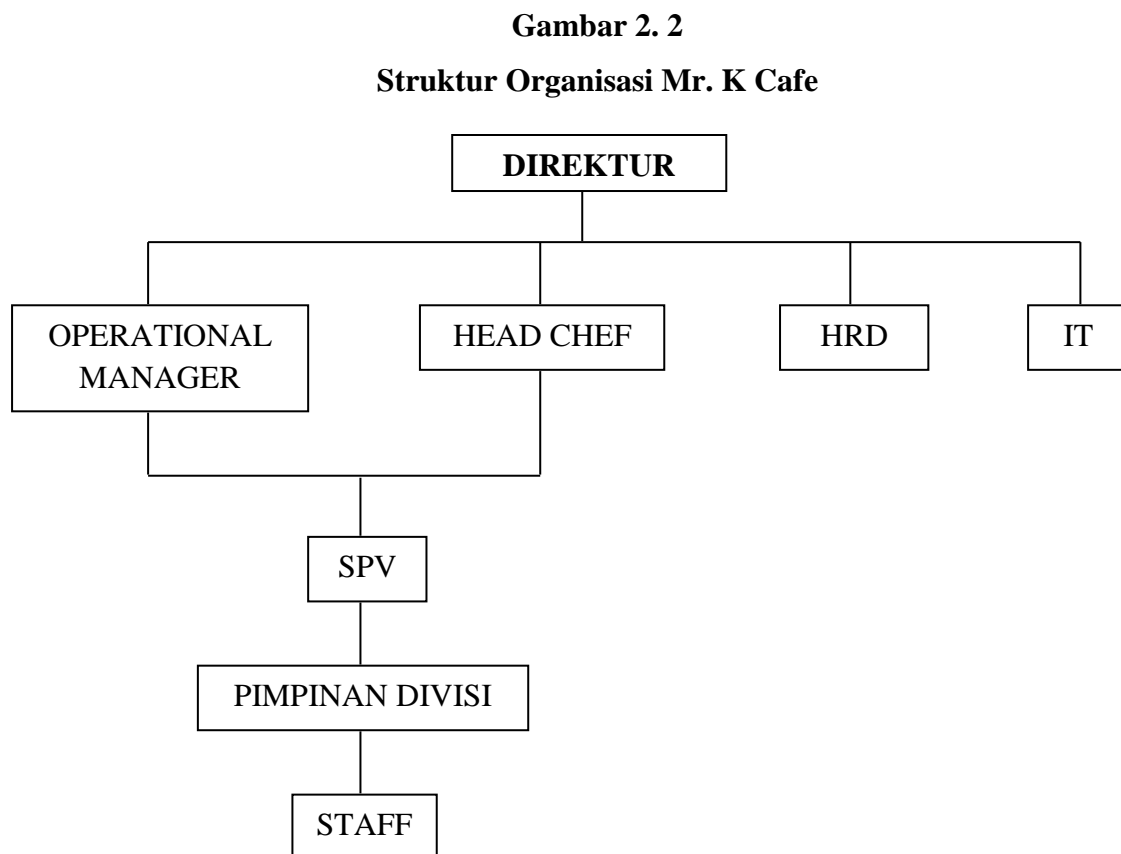 Gambar 2. 2
Struktur Organisasi Mr. K Cafe
DIREKTUR
OPERATIONAL
MANAGER
HEAD CHEF
HRD
IT
SPV
PIMPINAN DIVISI
STAFF